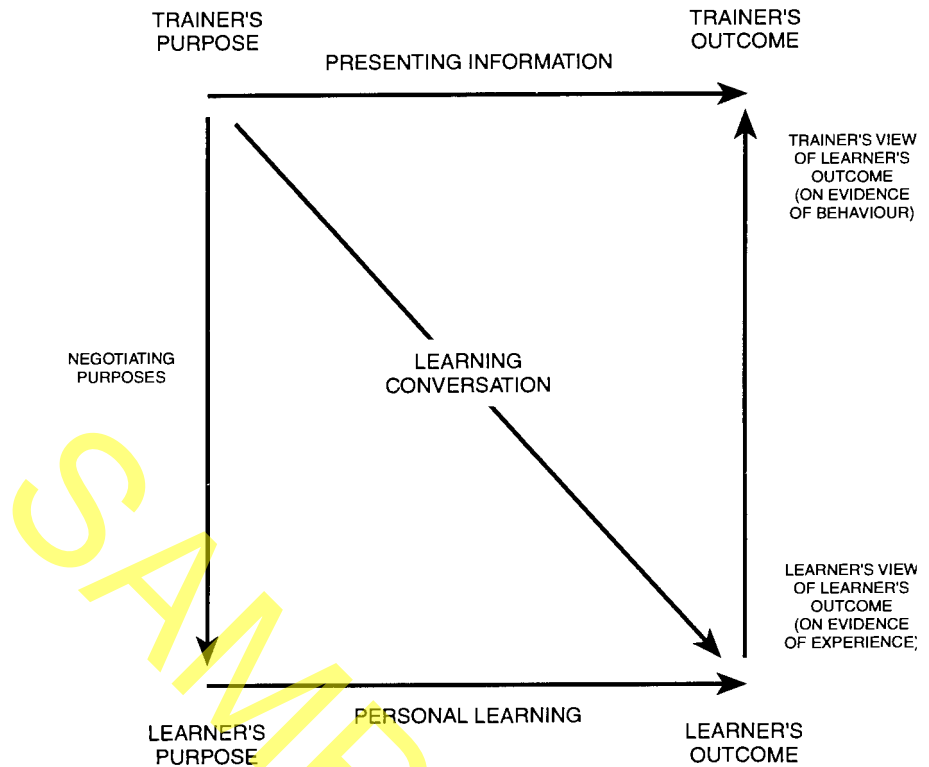 TRAINER'S
PURPOSE
TRAINER'S
OUTCOME
PRESENTING INFORMATION
TRAINER'S VIEW
OF LEARNER'S
OUTCOME
(ON EVIDENCE
OF BEHAVIOUR)
NEGOTIATING
PURPOSES
LEARNING
CONVERSATION
LEARNER'S VIEW
OF LEARNER'S
OUTCOME
(ON EVIDENCE
OF EXPERIENCE)
PERSONAL LEARNING
LEARNER'S
PURPOSE
LEARNER'S
OUTCOME
SAMP